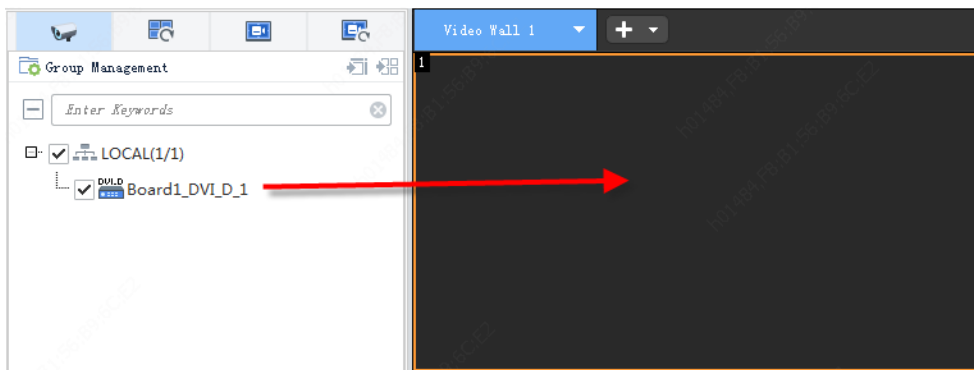 Video Wall 1
Group Management
1
Enter Keywords
LOCAL(1/1)
DVI.D
Board1_DVI_D_1